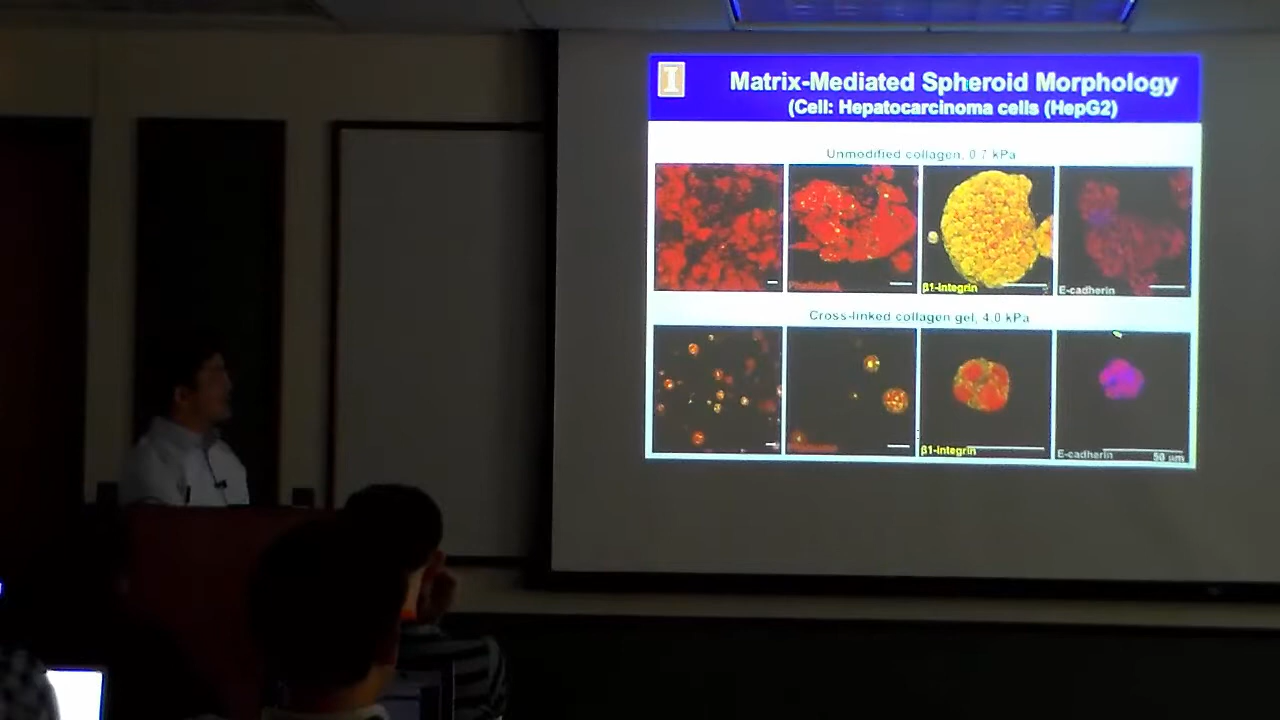 I
Matrix-Mediated Spheroid Morphology
(Cell: Hepatocarcinoma cells (HepG2)
Unmodified collagen, 0.7 kPa
β1-Integrin
E-cadherin
Cross-linked collagen gel, 4.0 kPa
β1-Integrin
E-cadherin
50 μm